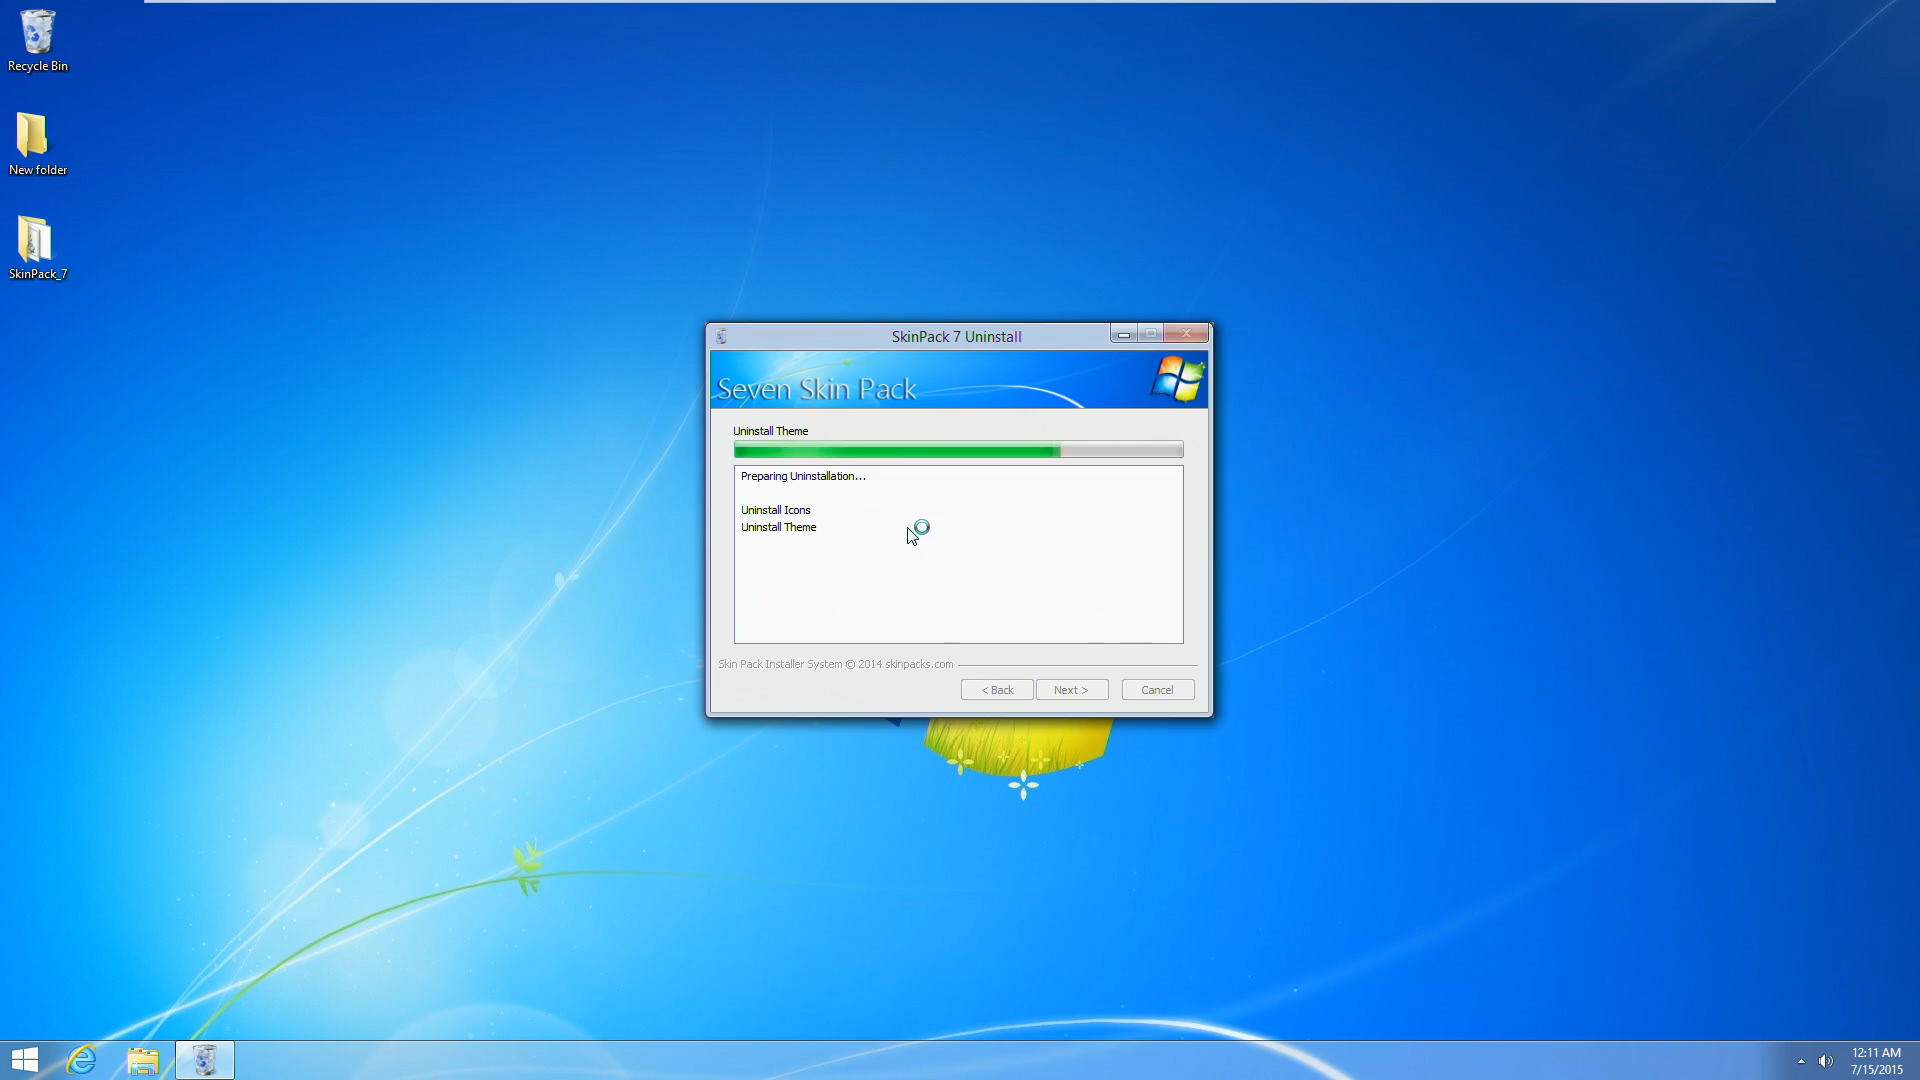 Recycle Bin
New folder
SkinPack_7
SkinPack 7 Uninstall
Seven Skin Pack
Uninstall Theme
Preparing Uninstallation...
Uninstall Icons
Uninstall Theme
Skin Pack Installer System © 2014 skinpacks.com
< Back
Next >
Cancel
12:11 AM
7/15/2015